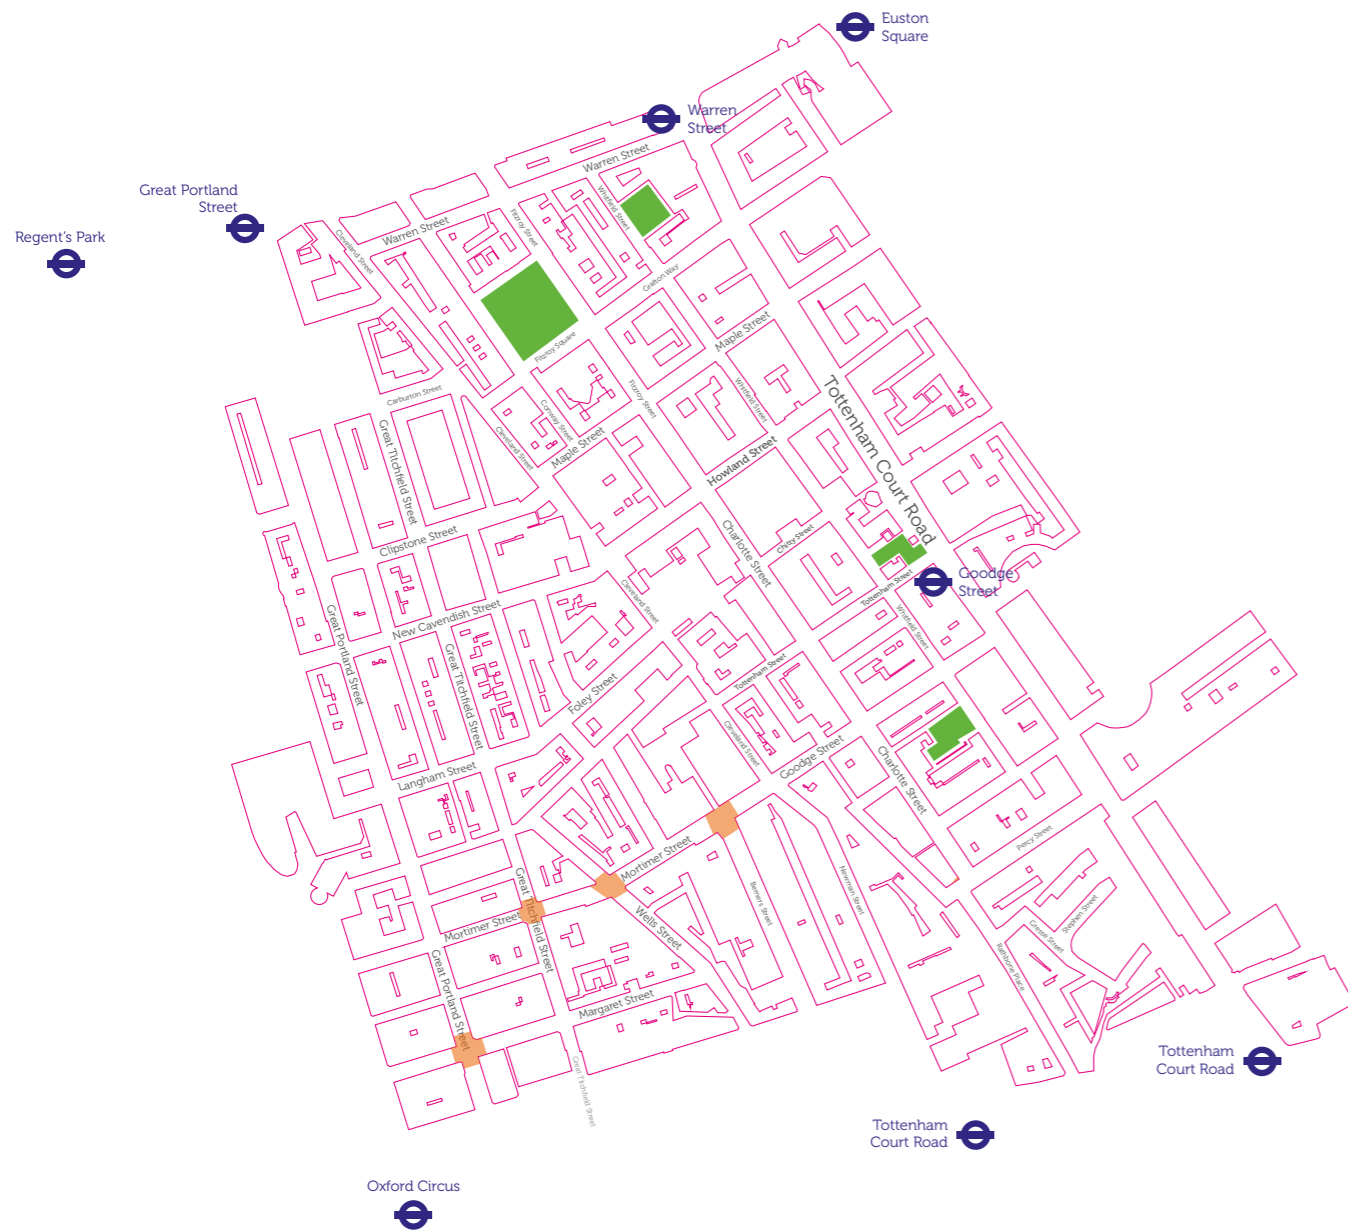 Euston
Square
Warren
Street
Warren Street
Great Portland
Street
Whitfield Street
Fitzroy Street
Warren Street
Cleveland Street
Regent's Park
Grafton Way
Maple Street
Fitzroy Square
Tottenham Court Road
Whitfield Street
Fitzroy Street
Carburton Street
Conway Street
Great Titchfield Street
Cleveland Street
Maple Street
Howland Street
Clipstone Street
Charlotte Street
Chitty Street
Goodge
Street
Tottenham Street
Cleveland Street
New Cavendish Street
Whitfield Street
Great Portland Street
Great Titchfield Street
Tottenham Street
Foley Street
Cleveland Street
Goodge Street
Charlotte Street
Langham Street
Percy Street
Mortimer Street
Newman Street
Berners Street
Great Titchfield Street
Mortimer Street
Wells Street
Stephen Street
Gresse Street
Rathbone Place
Great Portland Street
Margaret Street
Great Titchfield Street
Tottenham
Court Road
Tottenham
Court Road
Oxford Circus